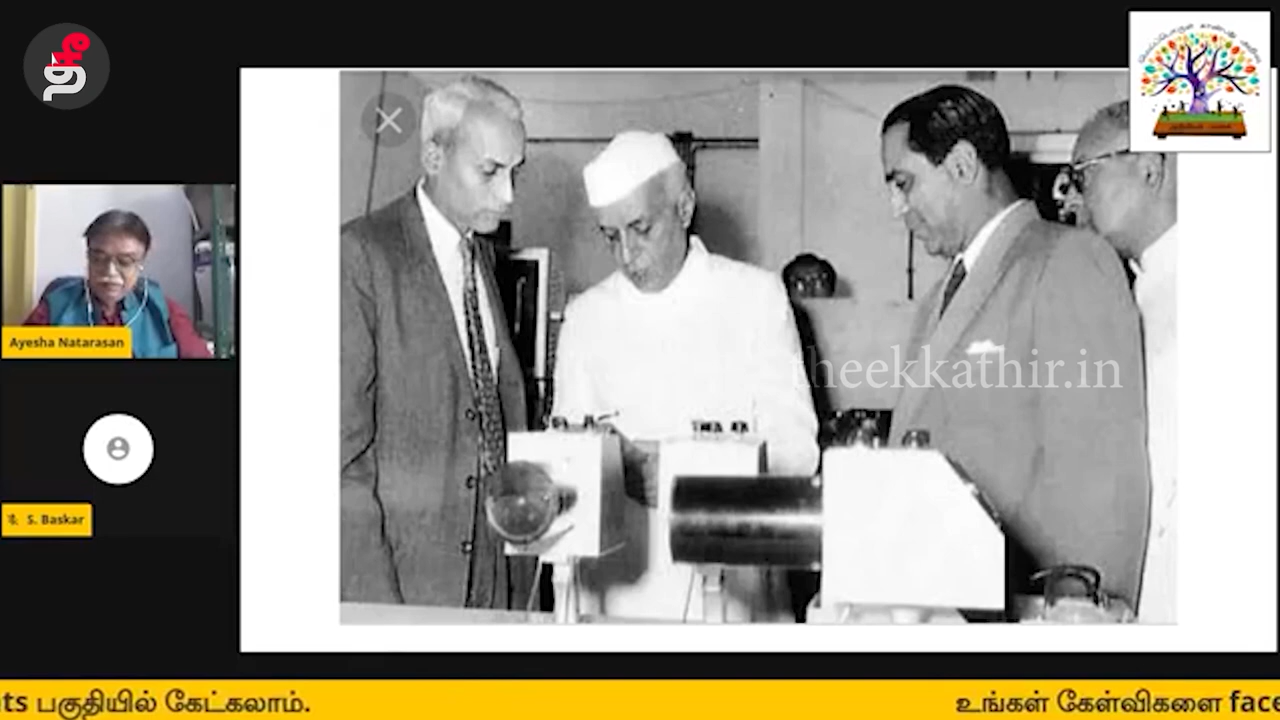 தீ
Ayesha Natarasan
S. Baskar
theekkathir.in
ts பகுதியில் கேட்கலாம்.
உங்கள் கேள்விகளை face